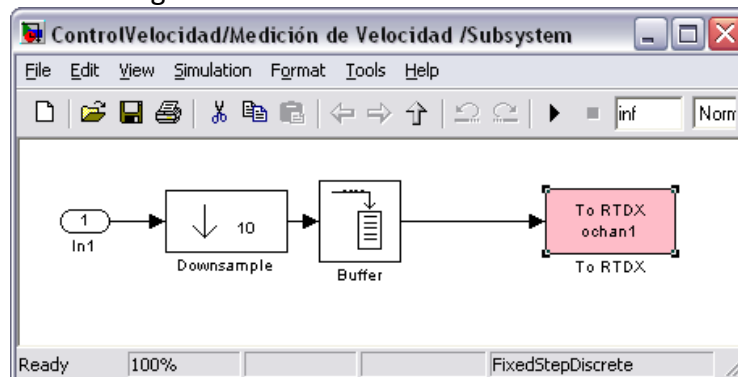 ControlVelocidad/Medición de Velocidad /Subsystem
File Edit View Simulation Format Tools Help
inf Norm
1
In1
10
Downsample
Buffer
To RTDX
ochan1
To RTDX
Ready 100% FixedStepDiscrete